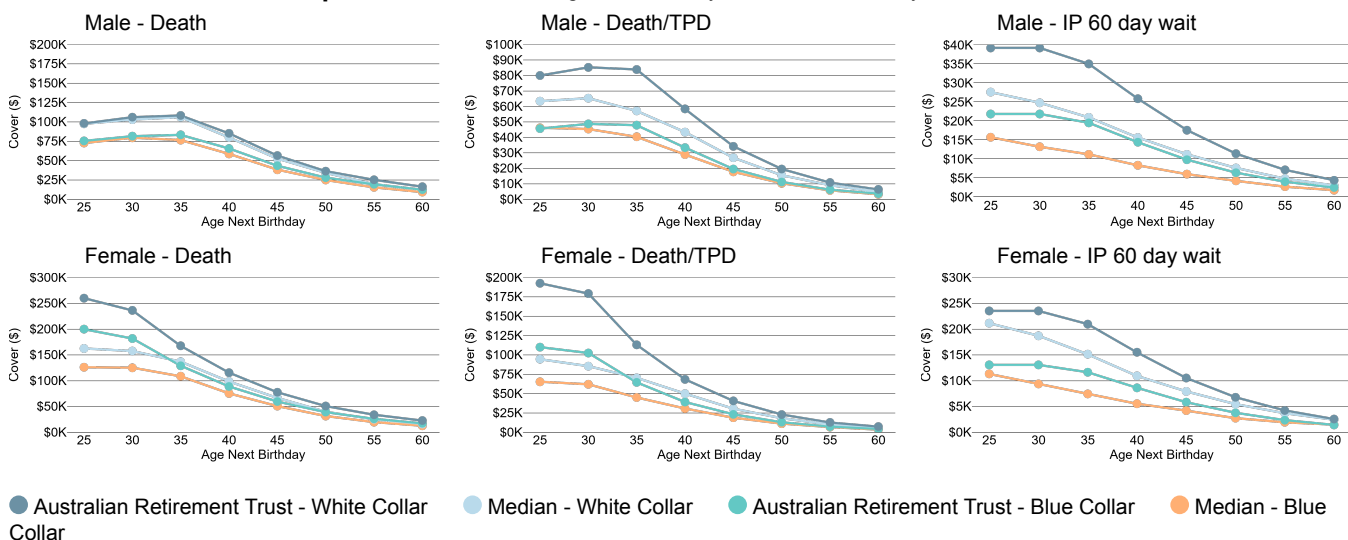 Male - Death
$200K
$175K
$150K
$125K
$100K
$75K
$50K
$25K
$0K
Cover ($)
25 30 35 40 45 50 55 60
Age Next Birthday
Male - Death/TPD
$100K
$90K
$80K
$70K
$60K
$50K
$40K
$30K
$20K
$10K
$0K
Cover ($)
25 30 35 40 45 50 55 60
Age Next Birthday
Male - IP 60 day wait
$40K
$35K
$30K
$25K
$20K
$15K
$10K
$5K
$0K
Cover ($)
25 30 35 40 45 50 55 60
Age Next Birthday
Female - Death
$300K
$250K
$200K
$150K
$100K
$50K
$0K
Cover ($)
25 30 35 40 45 50 55 60
Age Next Birthday
Female - Death/TPD
$200K
$175K
$150K
$125K
$100K
$75K
$50K
$25K
$0K
Cover ($)
25 30 35 40 45 50 55 60
Age Next Birthday
Female - IP 60 day wait
$30K
$25K
$20K
$15K
$10K
$5K
$0K
Cover ($)
25 30 35 40 45 50 55 60
Age Next Birthday
Australian Retirement Trust - White Collar Median - White Collar Australian Retirement Trust - Blue Collar Median - Blue
Collar